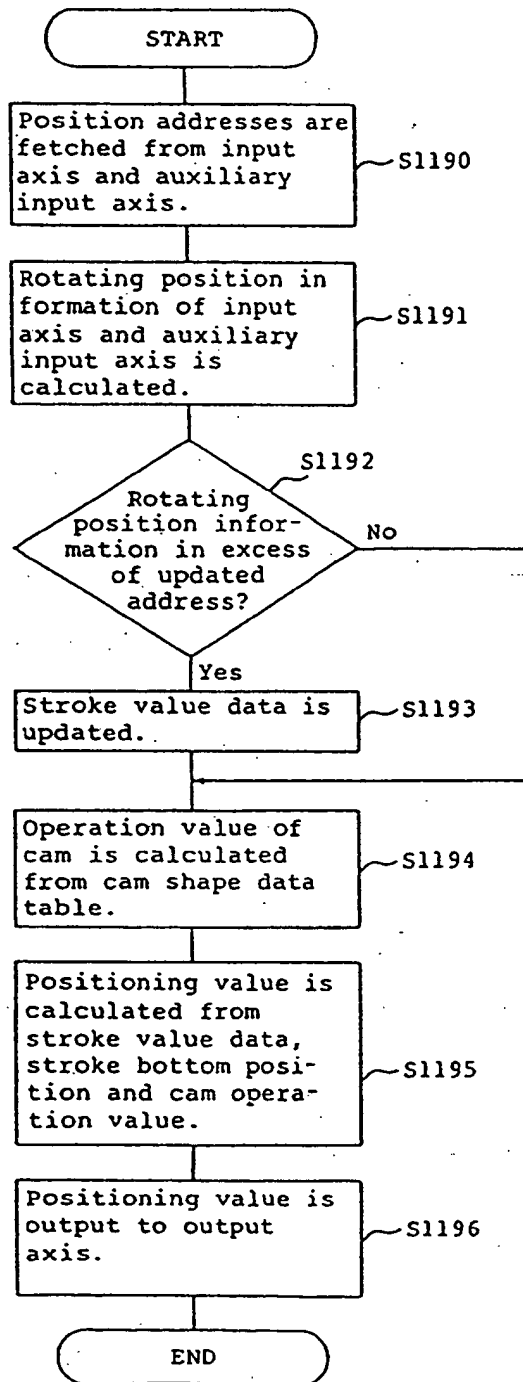 START
Position addresses are
fetched from input
axis and auxiliary
input axis.
S1190
Rotating position in
formation of input
axis and auxiliary
input axis is
calculated.
S1191
S1192
Rotating
position infor-
mation in excess
of updated
address?
No
Yes
Stroke value data is
updated.
S1193
Operation value of
cam is calculated
from cam shape data
table.
S1194
Positioning value is
calculated from
stroke value data,
stroke bottom posi-
tion and cam opera-
tion value.
S1195
Positioning value is
output to output
axis.
S1196
END